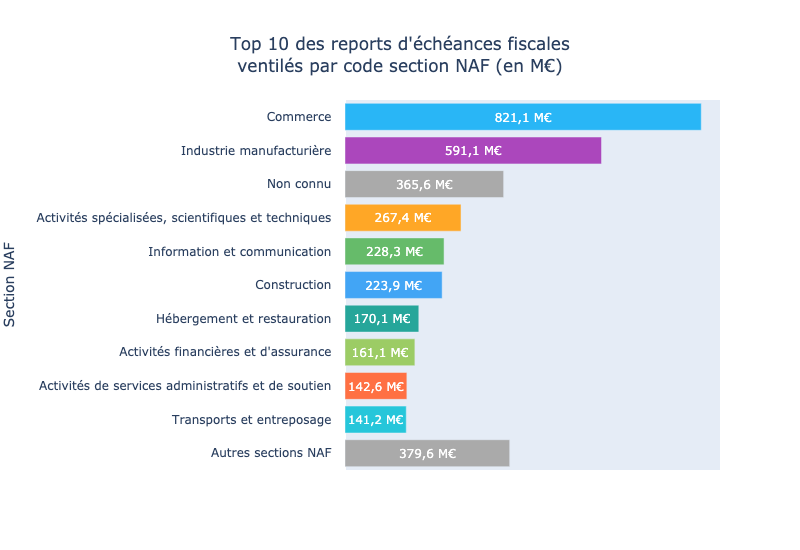 Top 10 des reports d'échéances fiscales
ventilés par code section NAF (en M€)
Section NAF
Commerce 821,1 M€
Industrie manufacturière 591,1 M€
Non connu 365,6 M€
Activités spécialisées, scientifiques et techniques 267,4 M€
Information et communication 228,3 M€
Construction 223,9 M€
Hébergement et restauration 170,1 M€
Activités financières et d'assurance 161,1 M€
Activités de services administratifs et de soutien 142,6 M€
Transports et entreposage 141,2 M€
Autres sections NAF 379,6 M€